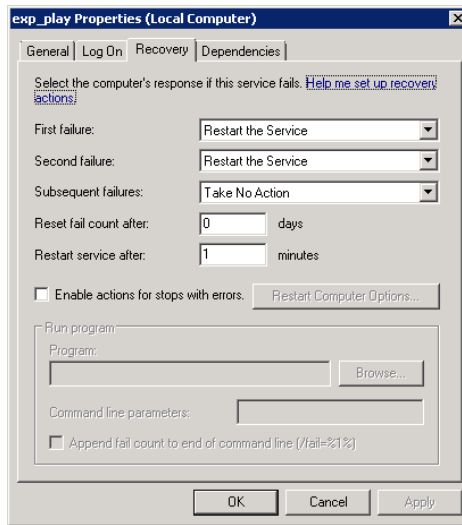 exp_play Properties (Local Computer)
General Log On Recovery Dependencies
Select the computer's response if this service fails. Help me set up recovery
actions.
First failure: Restart the Service
Second failure: Restart the Service
Subsequent failures: Take No Action
Reset fail count after: 0 days
Restart service after: 1 minutes
Enable actions for stops with errors. Restart Computer Options...
Run program
Program:
Browse...
Command line parameters:
Append fail count to end of command line (/fail=%1%)
OK Cancel Apply